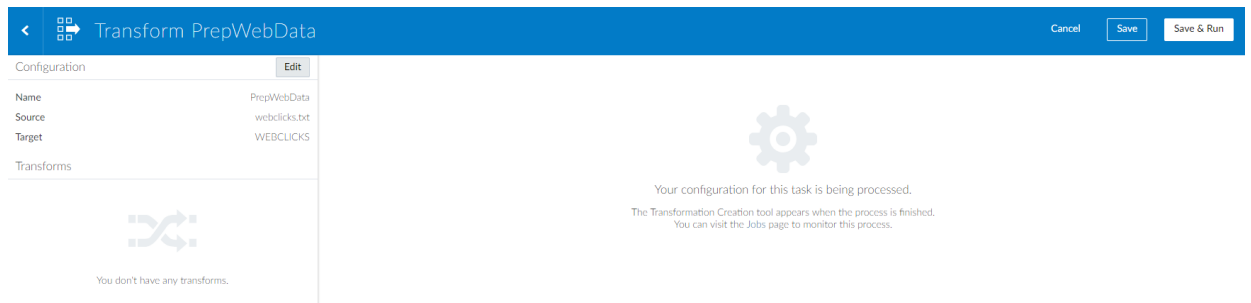 Transform PrepWebData
Cancel
Save
Save & Run
Configuration
Edit
Name PrepWebData
Source webclicks.txt
Target WEBCLICKS
Transforms
You don't have any transforms.
Your configuration for this task is being processed.
The Transformation Creation tool appears when the process is finished.
You can visit the Jobs page to monitor this process.